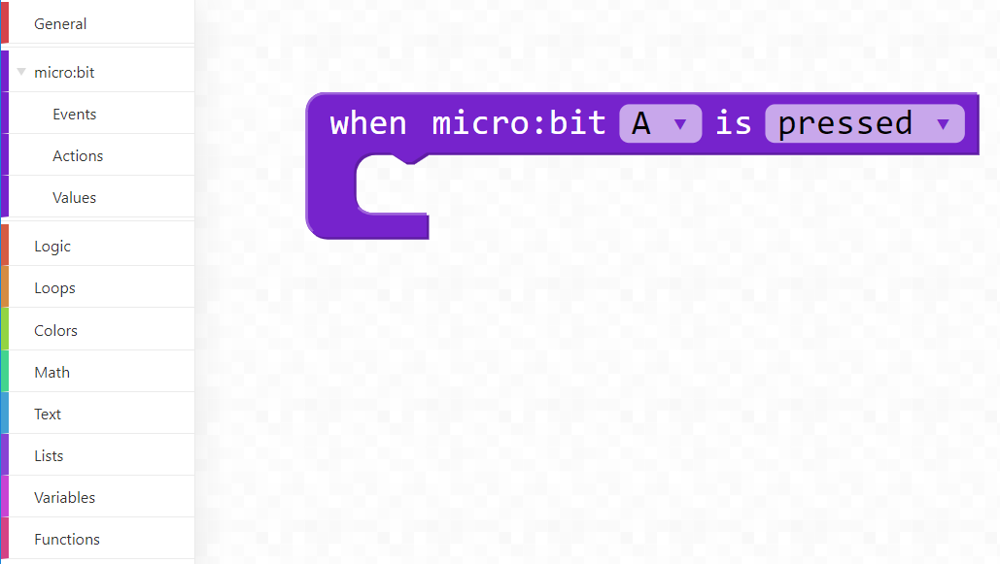 General
micro:bit
Events
Actions
Values
Logic
Loops
Colors
Math
Text
Lists
Variables
Functions
when micro:bit A is pressed